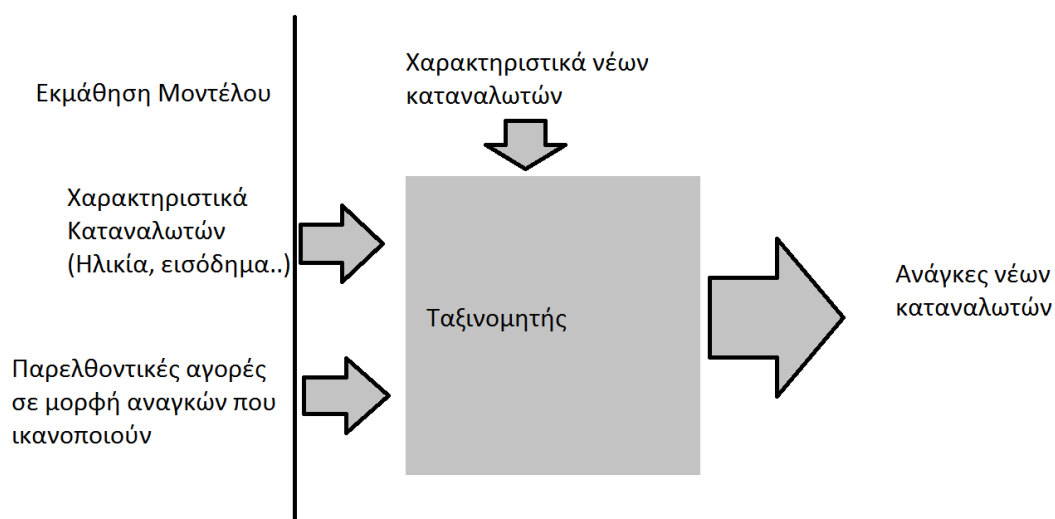 Εκμάθηση Μοντέλου
Χαρακτηριστικά
Καταναλωτών
(Ηλικία, εισόδημα..)
Παρελθοντικές αγορές
σε μορφή αναγκών που
ικανοποιούν
Χαρακτηριστικά νέων
καταναλωτών
Ταξινομητής
Ανάγκες νέων
καταναλωτών